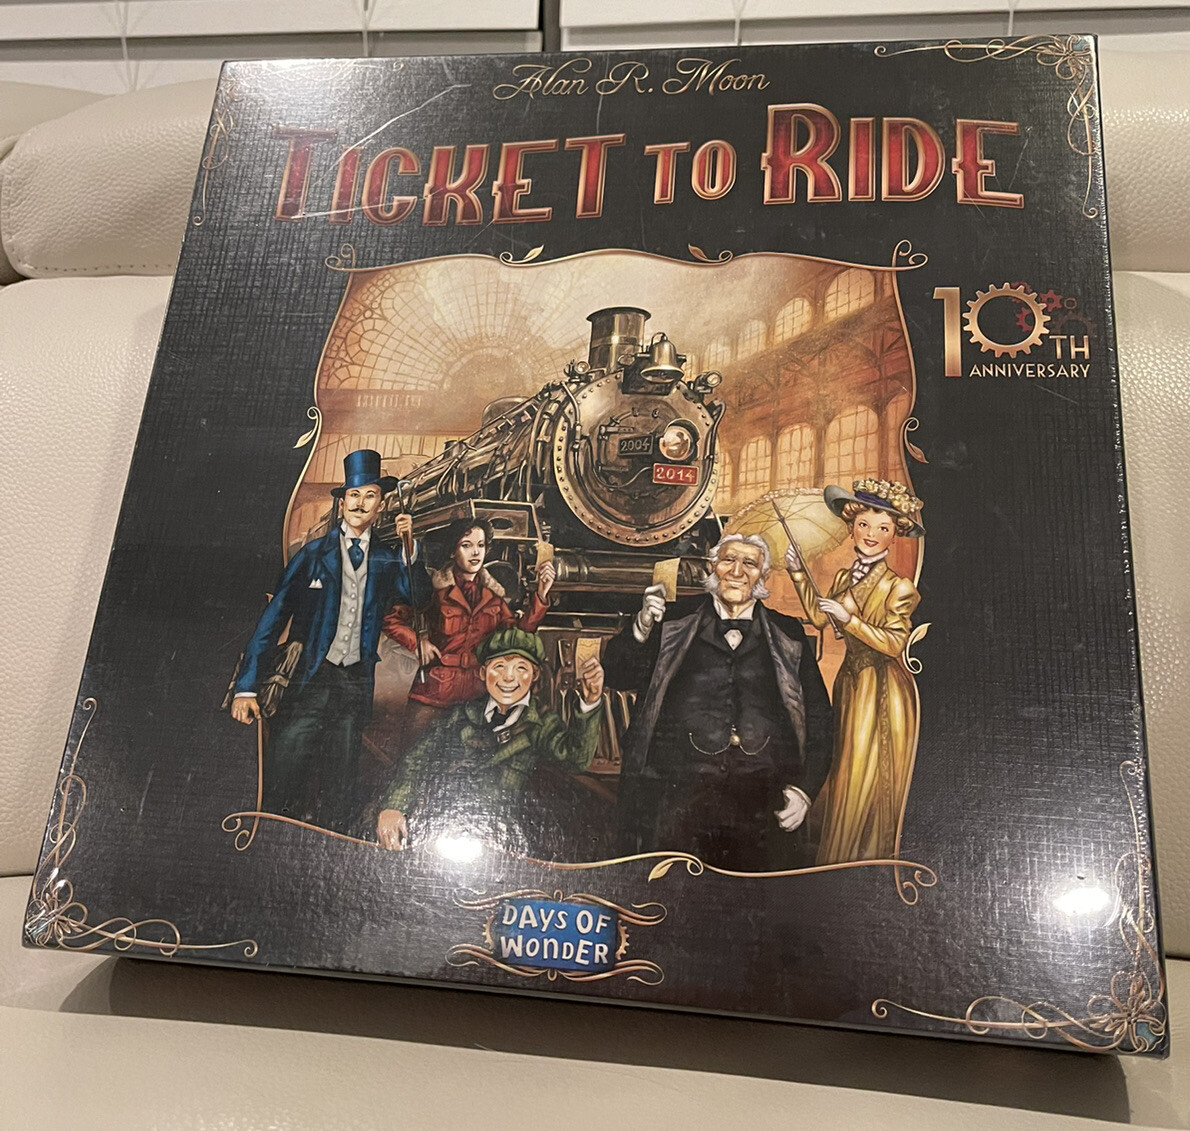 Alan R. Moon
TICKET TO RIDE
10TH
ANNIVERSARY
2004
2014
DAYS OF
WONDER